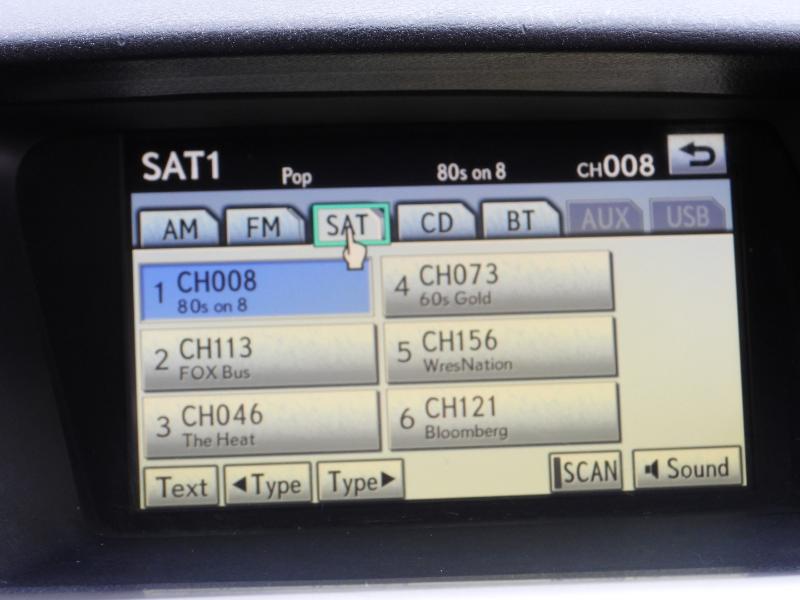 SAT1 Pop 80s on 8 CH008
AM FM SAT CD BT AUX USB
1 CH008
80s on 8
4 CH073
60s Gold
2 CH113
FOX Bus
5 CH156
WresNation
3 CH046
The Heat
6 CH121
Bloomberg
Text ◄Type Type► SCAN Sound